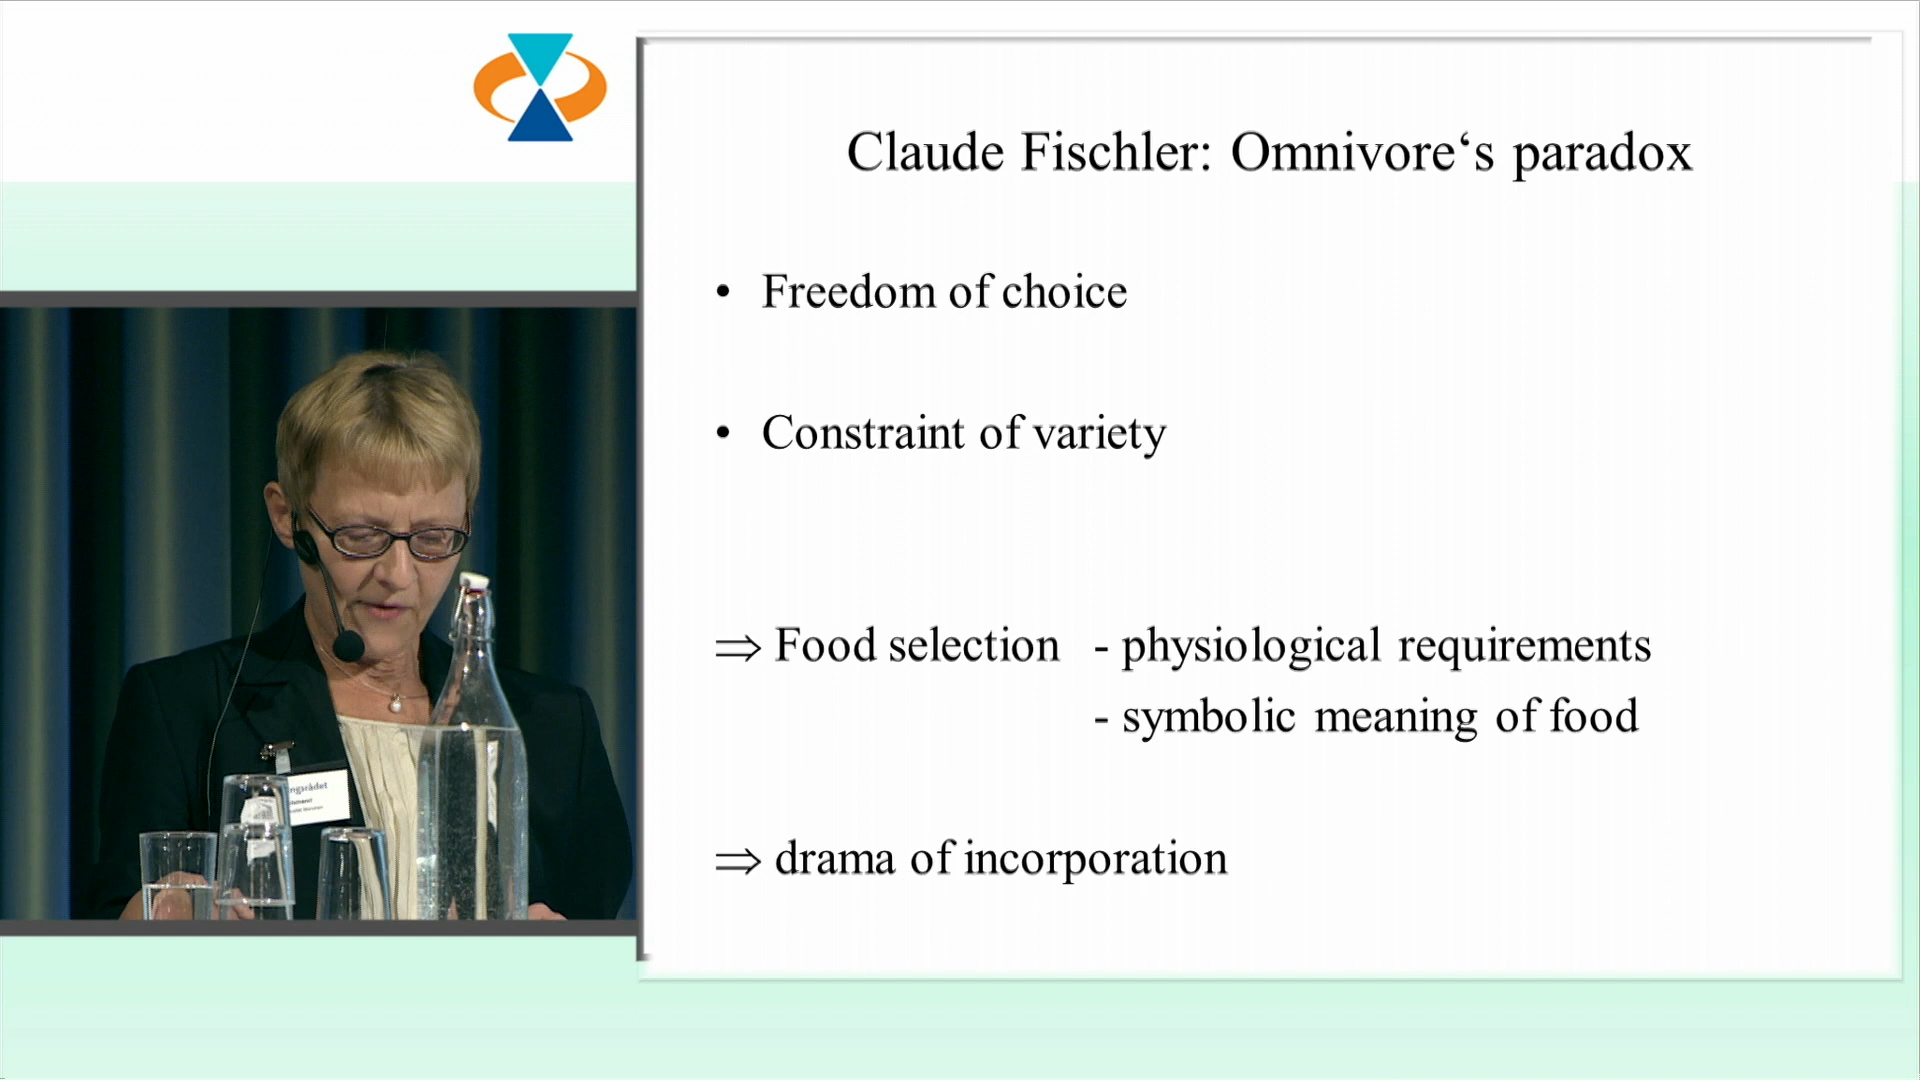 Claude Fischler: Omnivore‘s paradox
• Freedom of choice
• Constraint of variety
⇒ Food selection - physiological requirements
- symbolic meaning of food
⇒ drama of incorporation